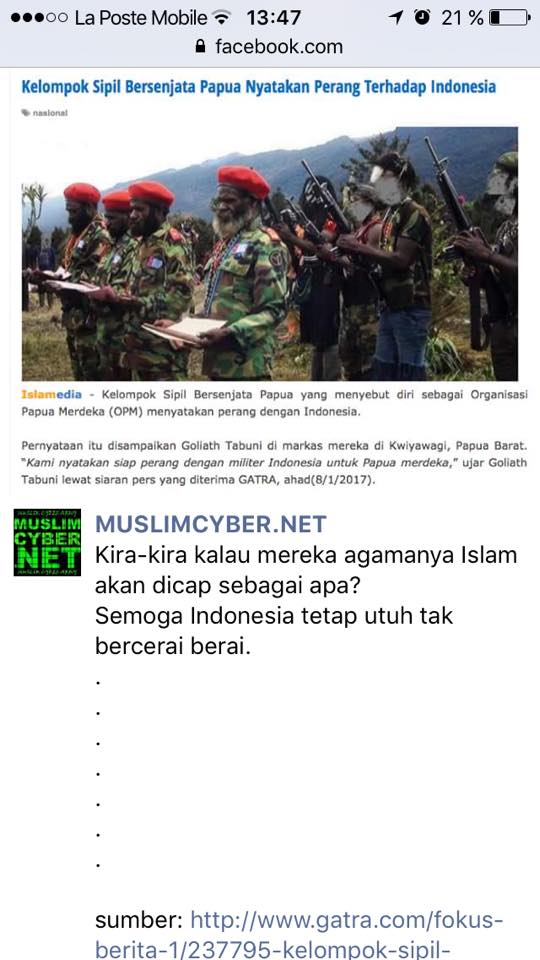 La Poste Mobile 13:47 21 %
facebook.com
Kelompok Sipil Bersenjata Papua Nyatakan Perang Terhadap Indonesia
nasional
Islamedia - Kelompok Sipil Bersenjata Papua yang menyebut diri sebagai Organisasi
Papua Merdeka (OPM) menyatakan perang dengan Indonesia.
Pernyataan itu disampaikan Goliath Tabuni di markas mereka di Kwiyawagi, Papua Barat.
“Kami nyatakan siap perang dengan militer Indonesia untuk Papua merdeka,” ujar Goliath
Tabuni lewat siaran pers yang diterima GATRA, ahad(8/1/2017).
MUSLIM
CYBER
.NET
MUSLIMCYBER.NET
Kira-kira kalau mereka agamanya Islam
akan dicap sebagai apa?
Semoga Indonesia tetap utuh tak
bercerai berai.
.
.
.
.
.
.
.
sumber: http://www.gatra.com/fokus-
berita-1/237795-kelompok-sipil-